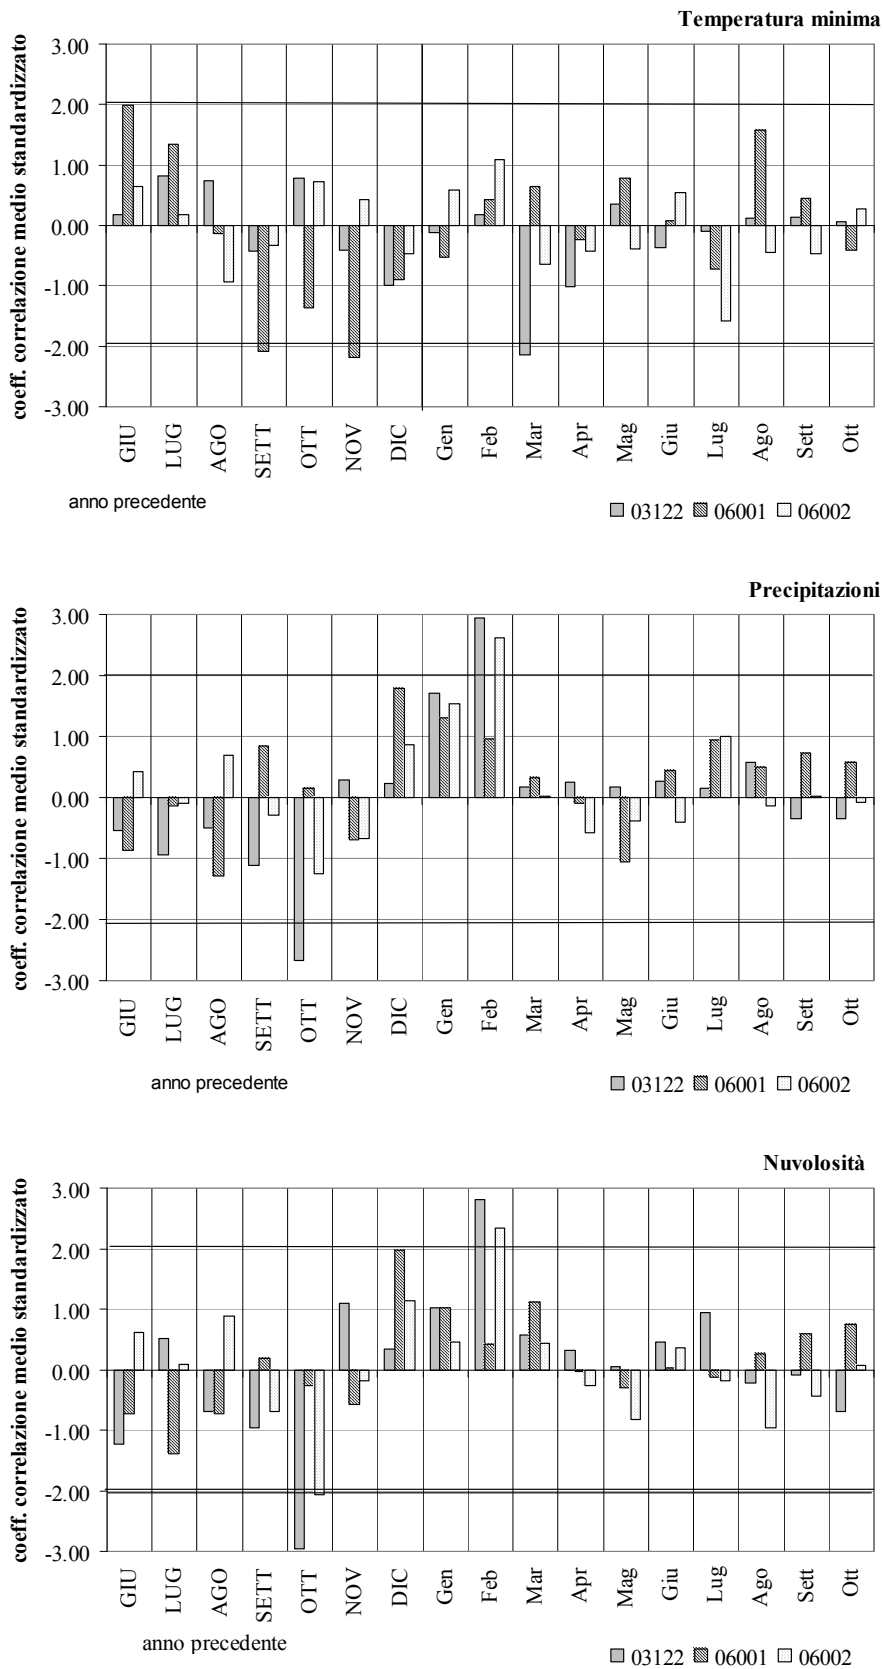 Temperatura minima
coeff. correlazione medio standardizzato
3.00
2.00
1.00
0.00
-1.00
-2.00
-3.00
GIU LUG AGO SETT OTT NOV DIC Gen Feb Mar Apr Mag Giu Lug Ago Sett Ott
anno precedente
03122 06001 06002
Precipitazioni
coeff. correlazione medio standardizzato
3.00
2.00
1.00
0.00
-1.00
-2.00
-3.00
GIU LUG AGO SETT OTT NOV DIC Gen Feb Mar Apr Mag Giu Lug Ago Sett Ott
anno precedente
03122 06001 06002
Nuvolosità
coeff. correlazione medio standardizzato
3.00
2.00
1.00
0.00
-1.00
-2.00
-3.00
GIU LUG AGO SETT OTT NOV DIC Gen Feb Mar Apr Mag Giu Lug Ago Sett Ott
anno precedente
03122 06001 06002